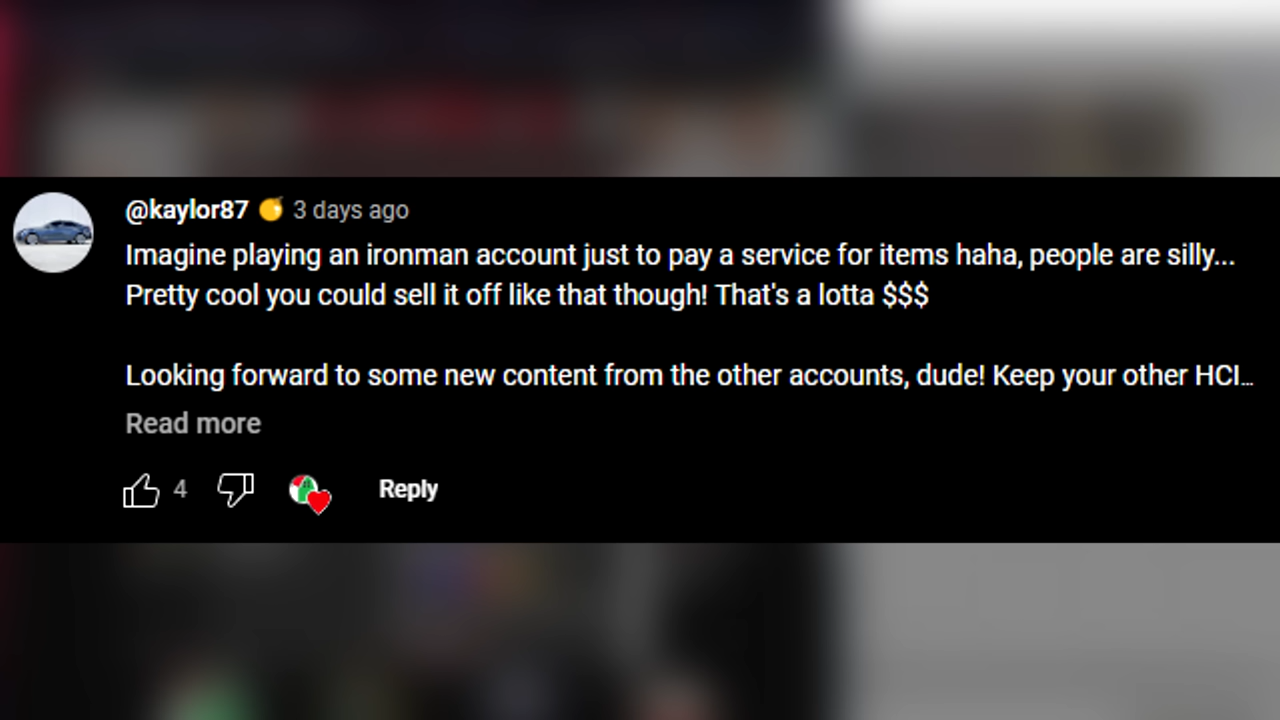 @kaylor87 3 days ago
Imagine playing an ironman account just to pay a service for items haha, people are silly...
Pretty cool you could sell it off like that though! That's a lotta $$$
Looking forward to some new content from the other accounts, dude! Keep your other HCI...
Read more
4 Reply